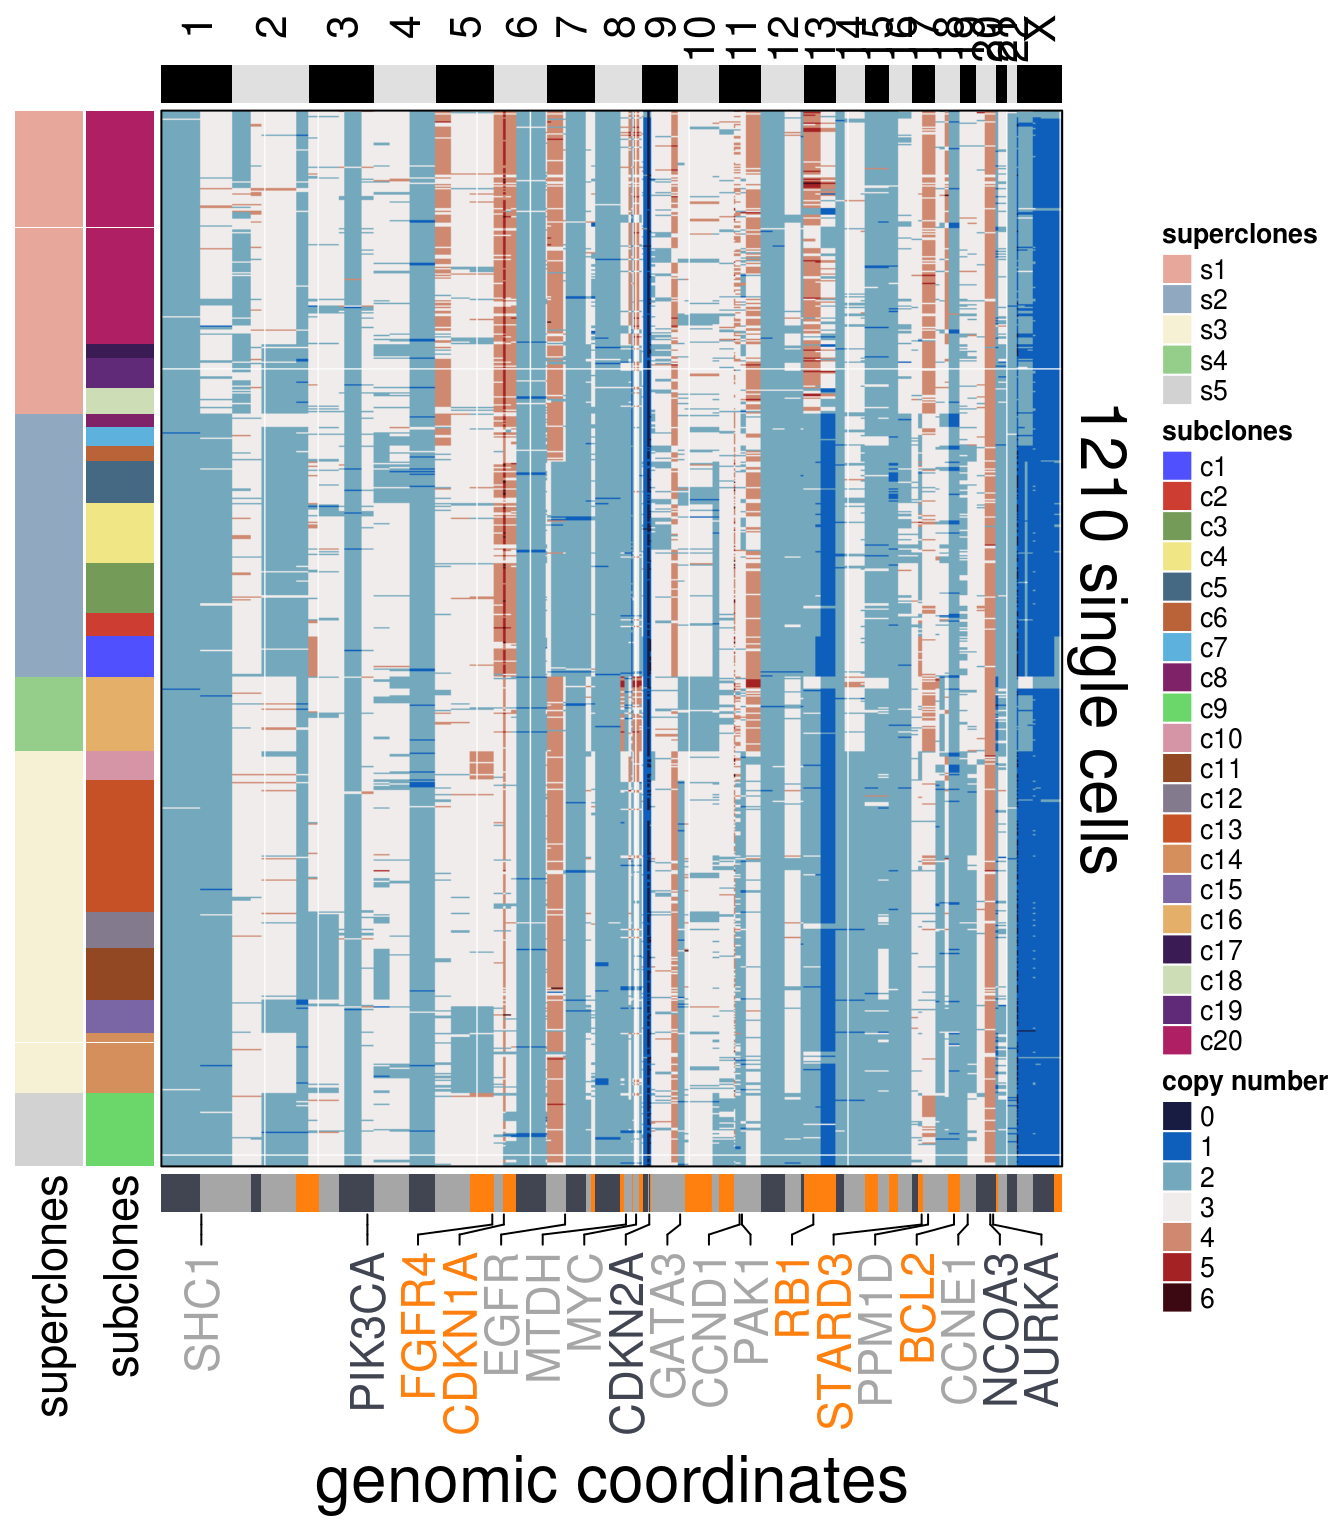 1
2
3
4
5
6
7
8
9
10
11
12
13
14
15
16
17
18
19
20
21
22
X
superclones
s1
s2
s3
s4
s5
subclones
c1
c2
c3
c4
c5
c6
c7
c8
c9
c10
c11
c12
c13
c14
c15
c16
c17
c18
c19
c20
copy number
0
1
2
3
4
5
6
1210 single cells
superclones
subclones
SHC1
PIK3CA
FGFR4
CDKN1A
EGFR
MTDH
MYC
CDKN2A
GATA3
CCND1
PAK1
RB1
STARD3
PPM1D
BCL2
CCNE1
NCOA3
AURKA
genomic coordinates